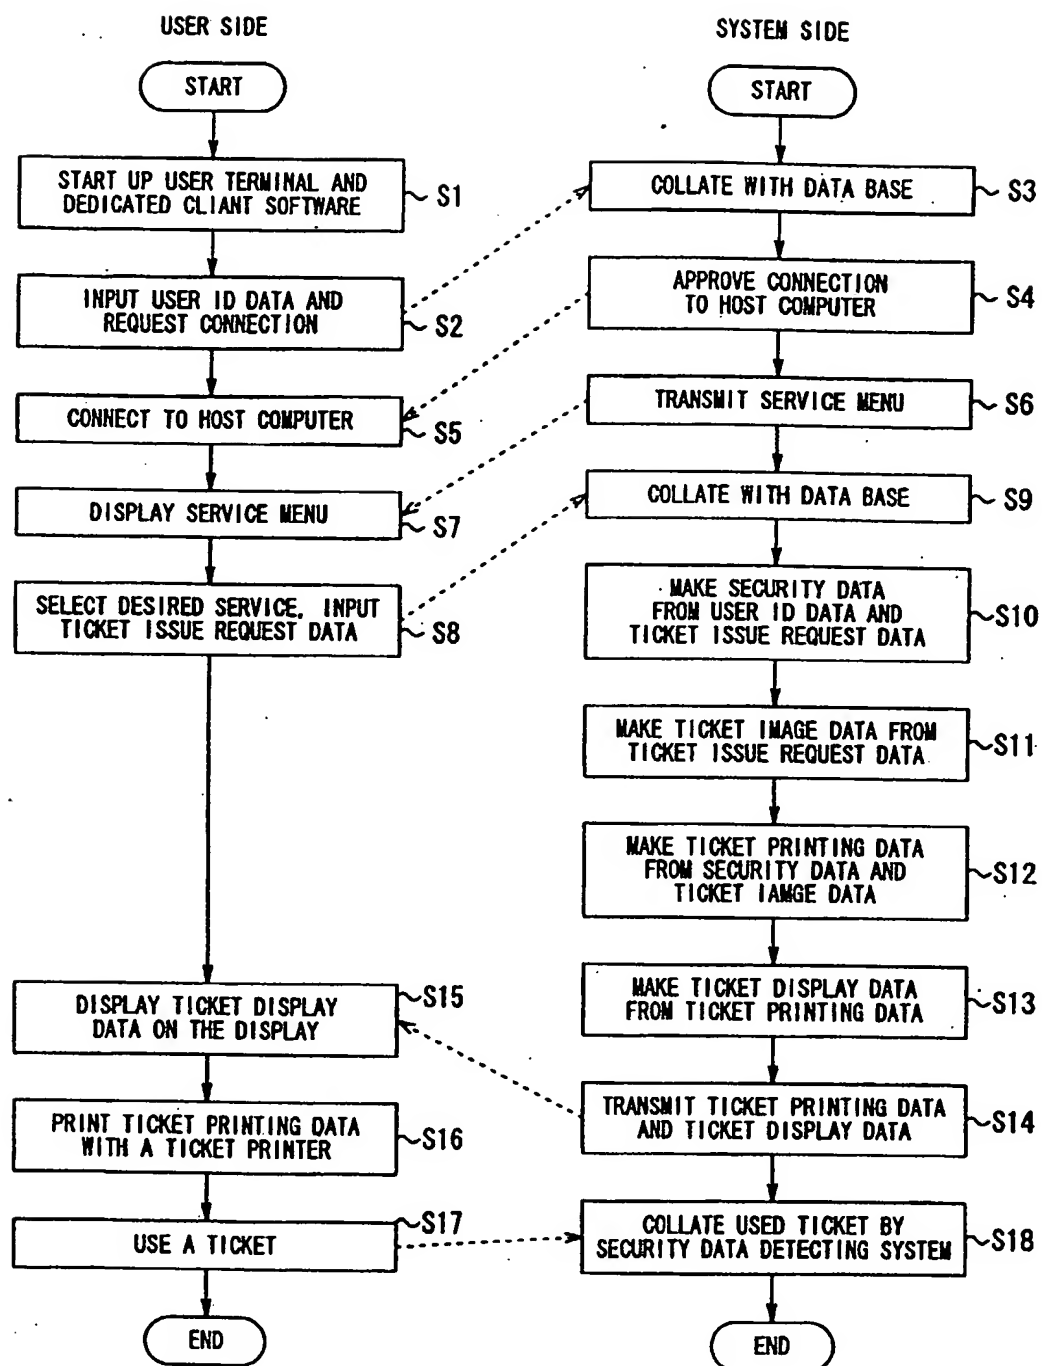 USER SIDE
START
START UP USER TERMINAL AND
DEDICATED CLIANT SOFTWARE
S1
INPUT USER ID DATA AND
REQUEST CONNECTION
S2
CONNECT TO HOST COMPUTER
S5
DISPLAY SERVICE MENU
S7
SELECT DESIRED SERVICE, INPUT
TICKET ISSUE REQUEST DATA
S8
DISPLAY TICKET DISPLAY
DATA ON THE DISPLAY
S15
PRINT TICKET PRINTING DATA
WITH A TICKET PRINTER
S16
USE A TICKET
S17
END
SYSTEM SIDE
START
COLLATE WITH DATA BASE
S3
APPROVE CONNECTION
TO HOST COMPUTER
S4
TRANSMIT SERVICE MENU
S6
COLLATE WITH DATA BASE
S9
MAKE SECURITY DATA
FROM USER ID DATA AND
TICKET ISSUE REQUEST DATA
S10
MAKE TICKET IMAGE DATA FROM
TICKET ISSUE REQUEST DATA
S11
MAKE TICKET PRINTING DATA
FROM SECURITY DATA AND
TICKET IAMGE DATA
S12
MAKE TICKET DISPLAY DATA
FROM TICKET PRINTING DATA
S13
TRANSMIT TICKET PRINTING DATA
AND TICKET DISPLAY DATA
S14
COLLATE USED TICKET BY
SECURITY DATA DETECTING SYSTEM
S18
END